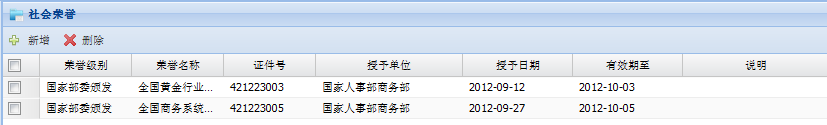 社会荣誉
新增 删除
荣誉级别 荣誉名称 证件号 授予单位 授予日期 有效期至 说明
国家部委颁发 全国黄金行业... 421223003 国家人事部商务部 2012-09-12 2012-10-03
国家部委颁发 全国商务系统... 421223005 国家人事部商务部 2012-09-27 2012-10-05